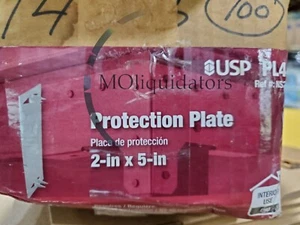 14
100
USP PL4
MOliquidators
Protection Plate
Placa de protección
2-in x 5-in
INTERIOR
USE